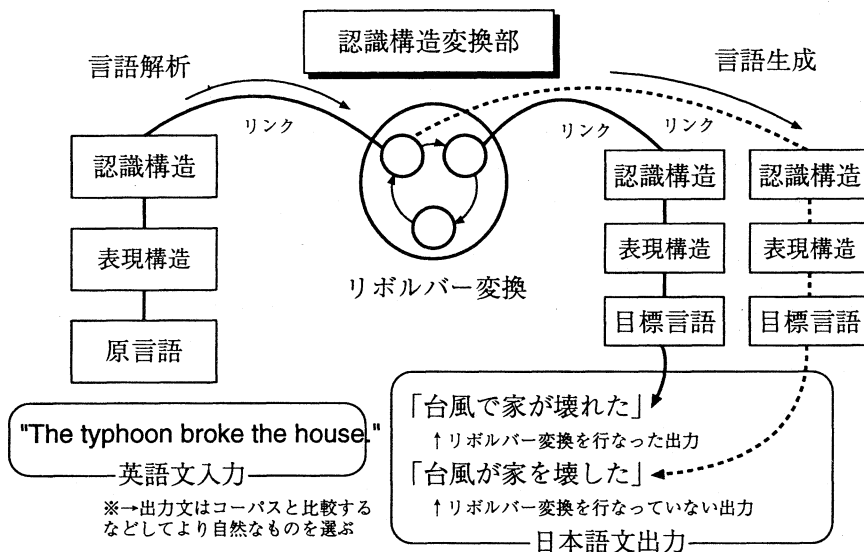 認識構造変換部
言語解析
言語生成
リンク
リンク
リンク
認識構造
認識構造
認識構造
表現構造
表現構造
表現構造
リボルバー変換
原言語
目標言語
目標言語
"The typhoon broke the house."
英語文入力
※→出力文はコーパスと比較する
などしてより自然なものを選ぶ
「台風で家が壊れた」
↑リボルバー変換を行なった出力
「台風が家を壊した」
↑リボルバー変換を行なっていない出力
日本語文出力